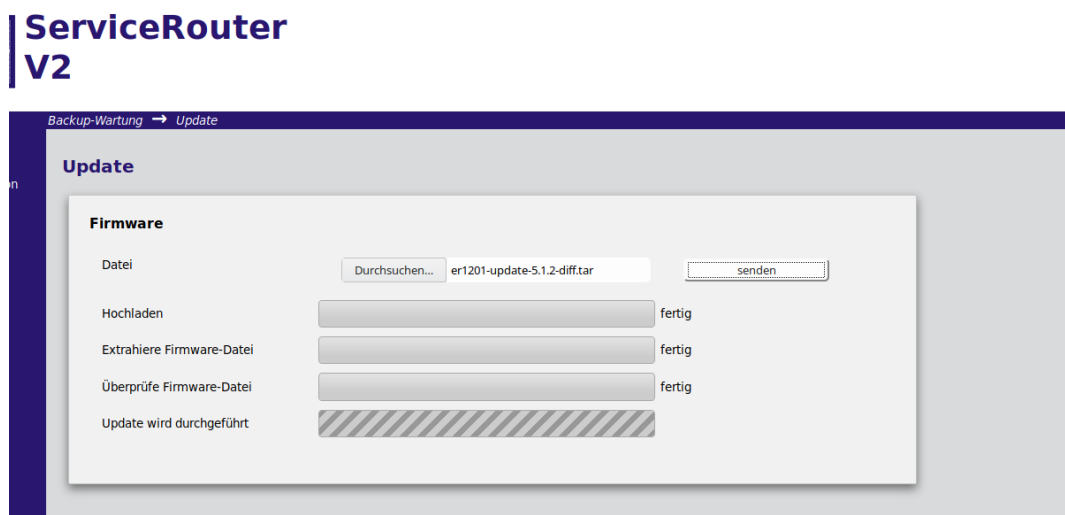 ServiceRouter
V2
Backup-Wartung → Update
on
Update
Firmware
Datei
Durchsuchen... er1201-update-5.1.2-diff.tar
senden
Hochladen
fertig
Extrahiere Firmware-Datei
fertig
Überprüfe Firmware-Datei
fertig
Update wird durchgeführt